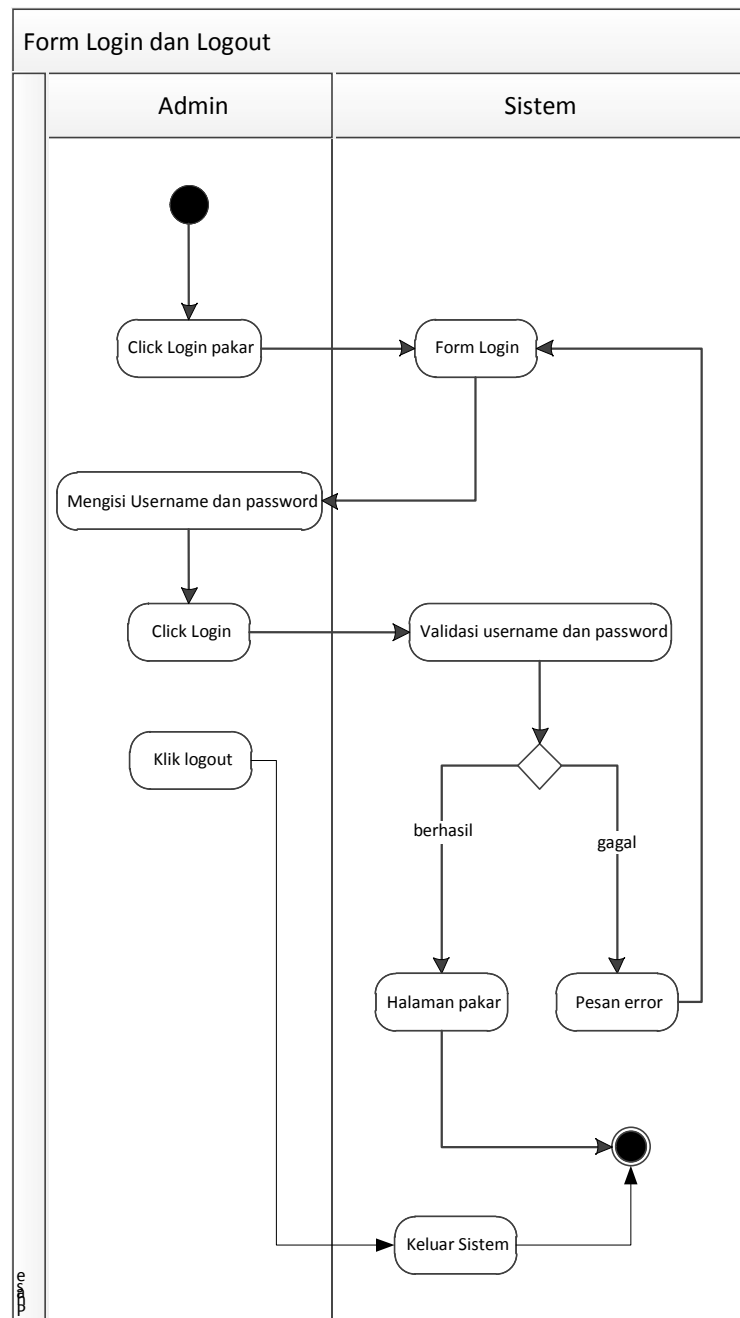 Form Login dan Logout
Admin
Sistem
Click Login pakar
Form Login
Mengisi Username dan password
Click Login
Validasi username dan password
Klik logout
berhasil
gagal
Halaman pakar
Pesan error
Keluar Sistem